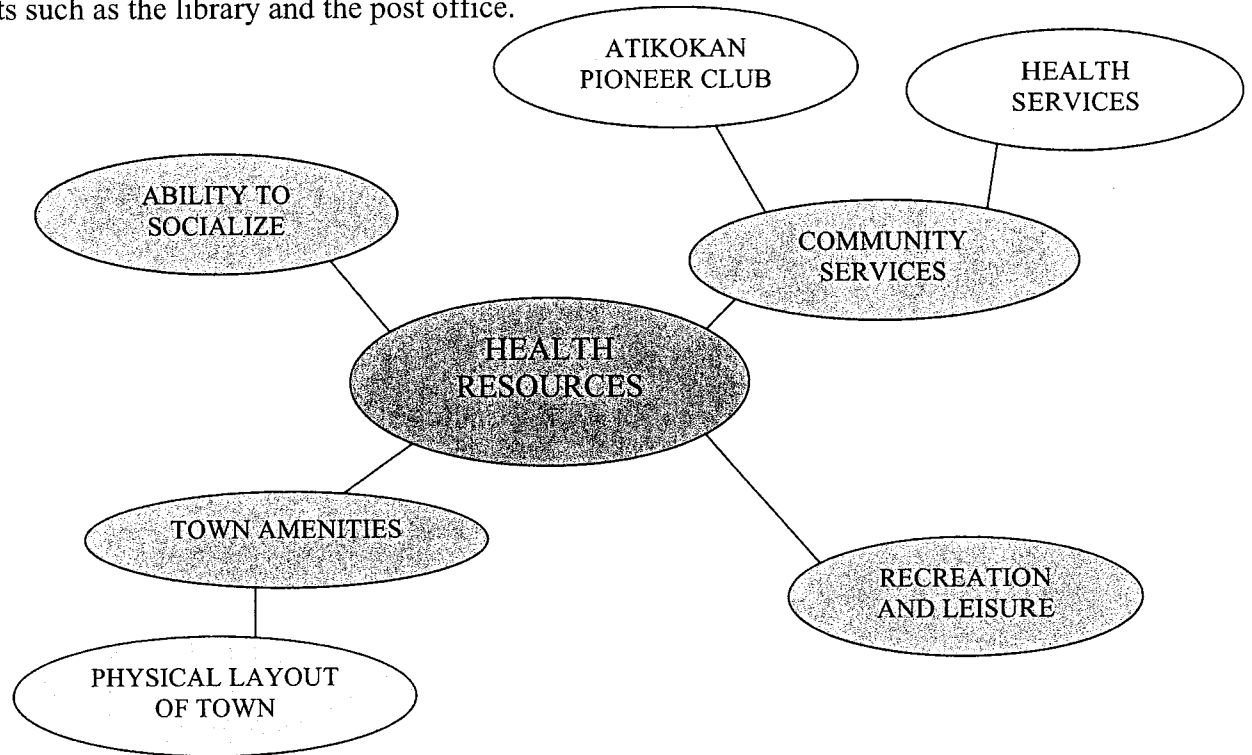 such as the library and the post office.
ATIKOKAN
PIONEER CLUB
HEALTH
SERVICES
ABILITY TO
SOCIALIZE
COMMUNITY
SERVICES
HEALTH
RESOURCES
TOWN AMENITIES
RECREATION
AND LEISURE
PHYSICAL LAYOUT
OF TOWN